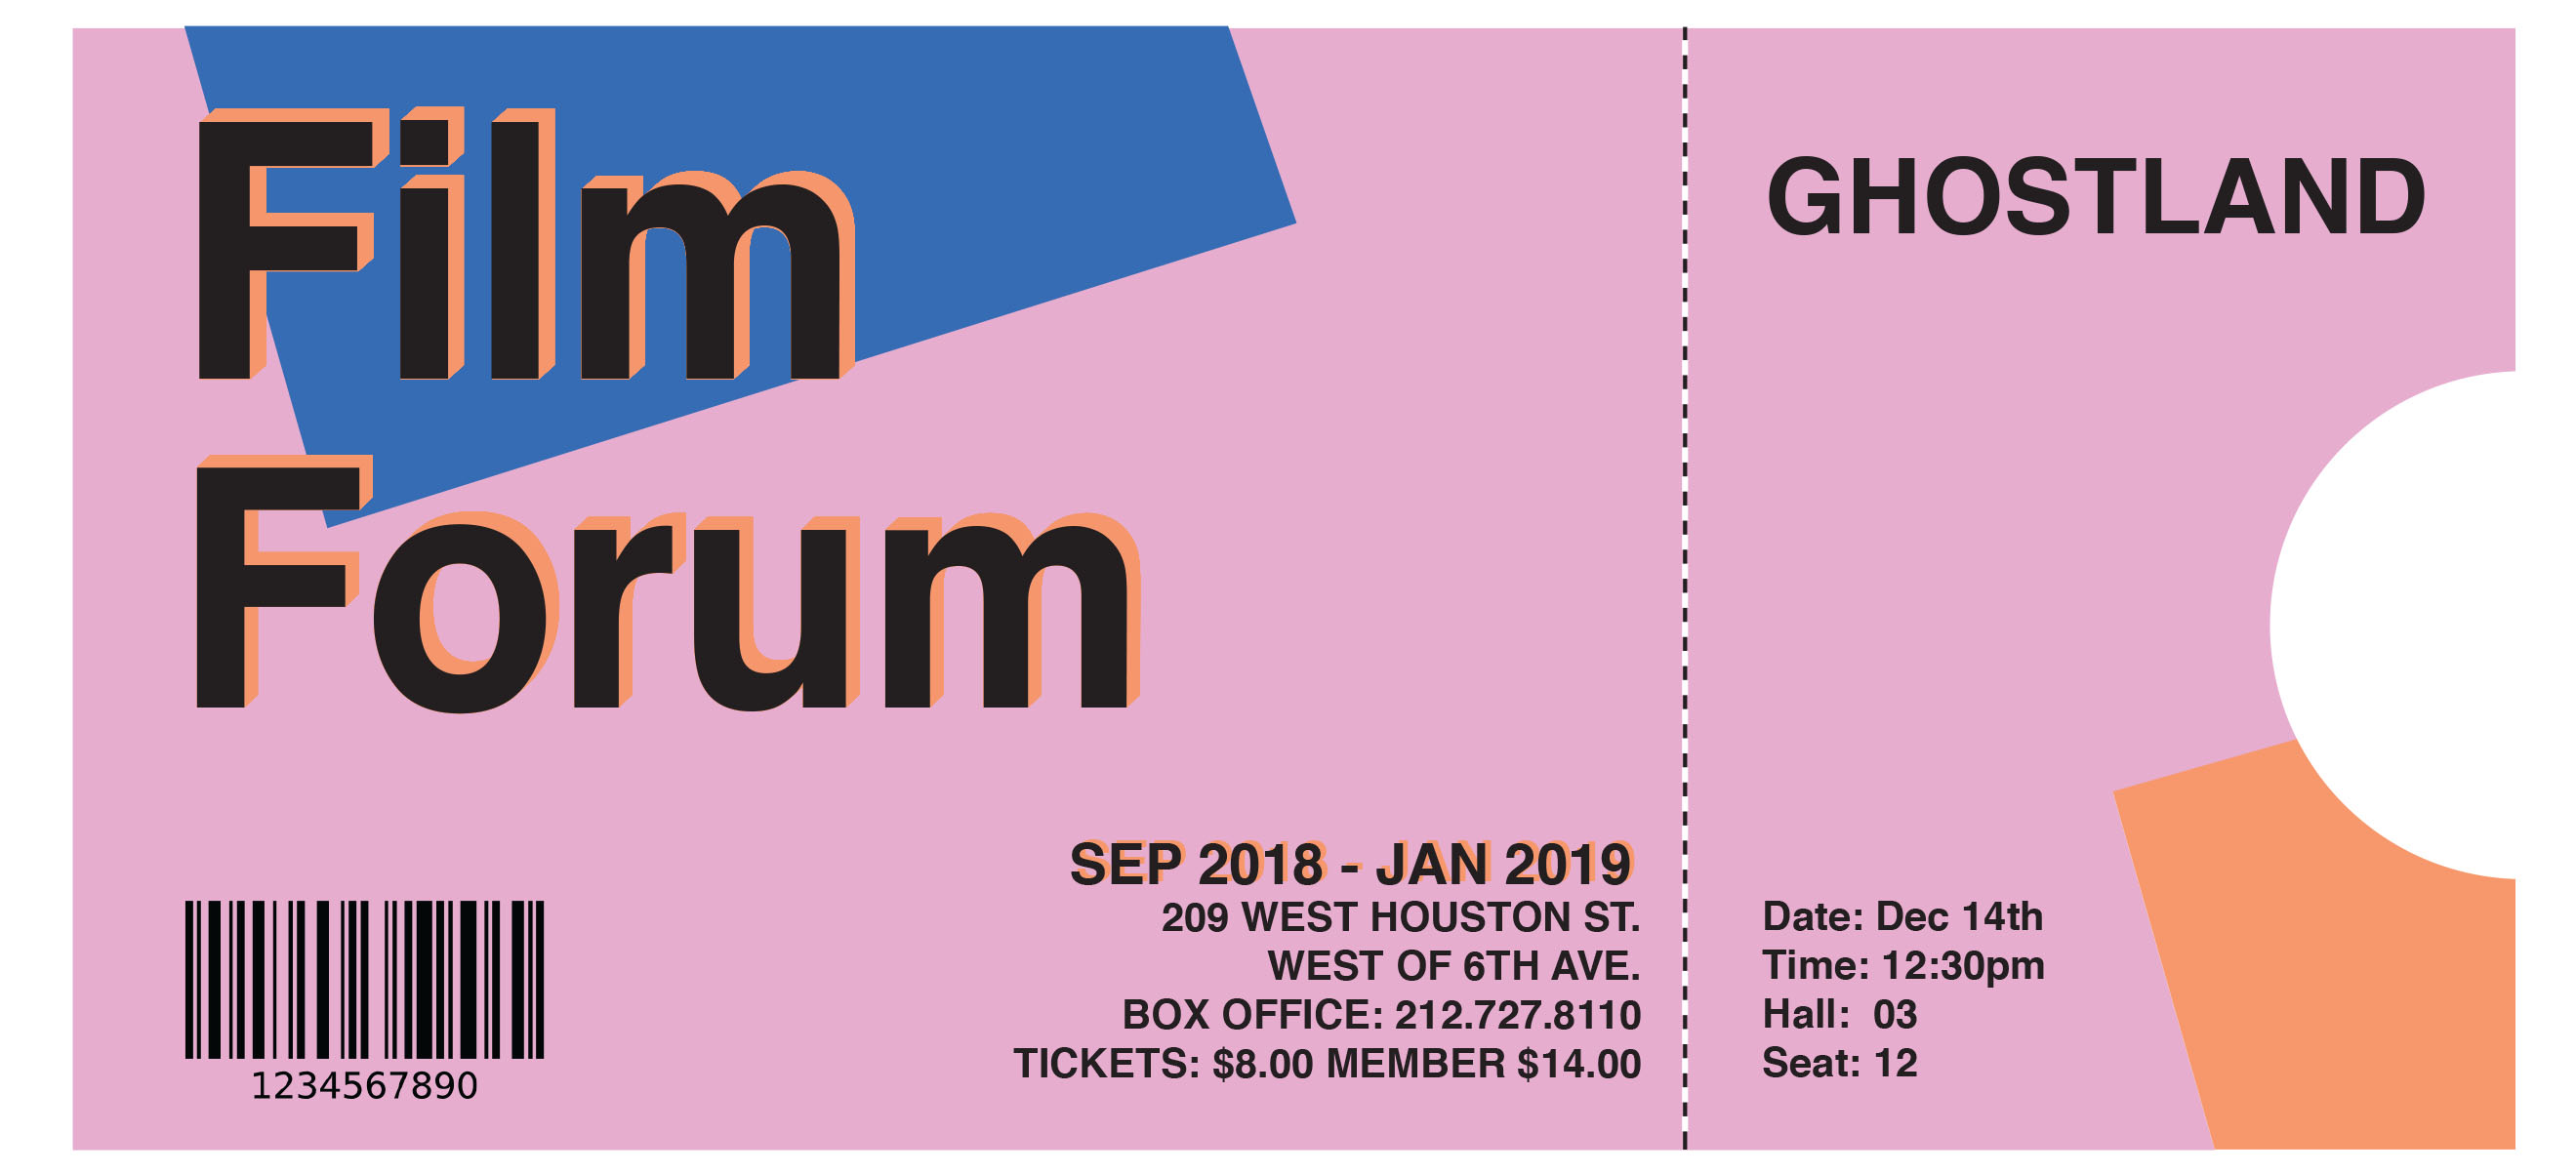 Film
Forum
SEP 2018 - JAN 2019
209 WEST HOUSTON ST.
WEST OF 6TH AVE.
BOX OFFICE: 212.727.8110
TICKETS: $8.00 MEMBER $14.00
1234567890
GHOSTLAND
Date: Dec 14th
Time: 12:30pm
Hall:  03
Seat: 12